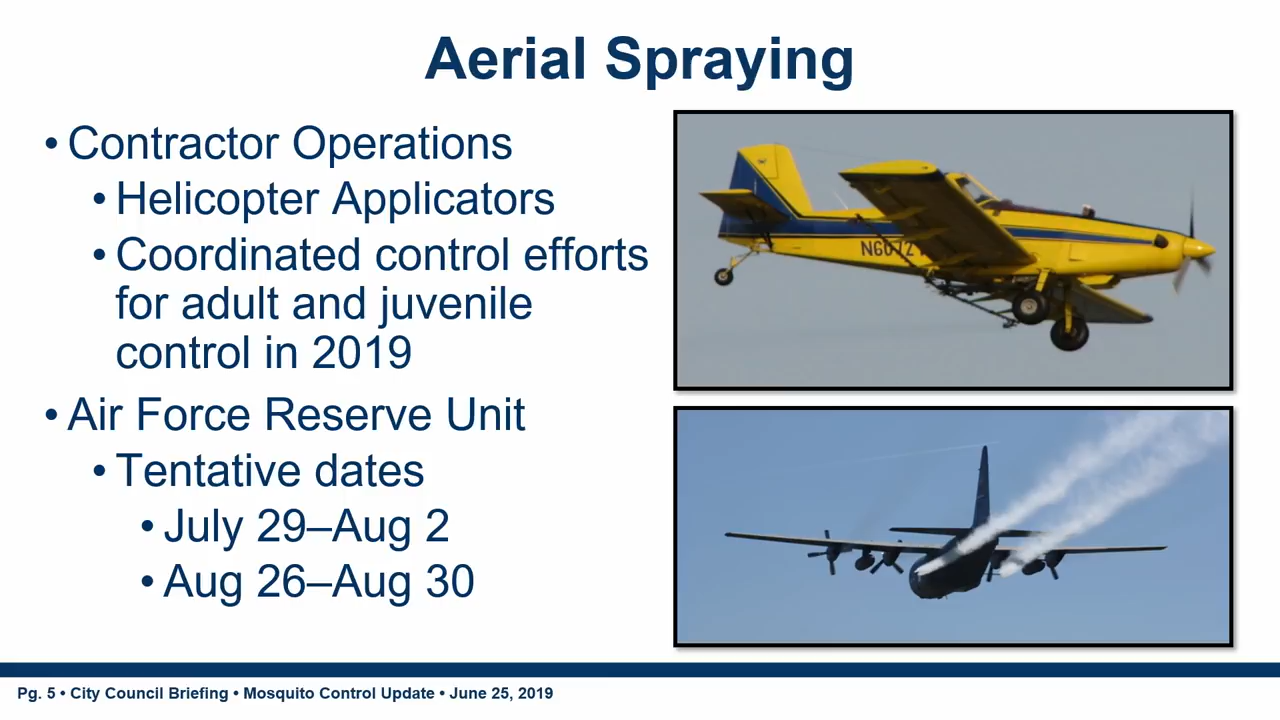 Aerial Spraying
• Contractor Operations
• Helicopter Applicators
• Coordinated control efforts
for adult and juvenile
control in 2019
• Air Force Reserve Unit
• Tentative dates
• July 29–Aug 2
• Aug 26–Aug 30
Pg. 5 • City Council Briefing • Mosquito Control Update • June 25, 2019